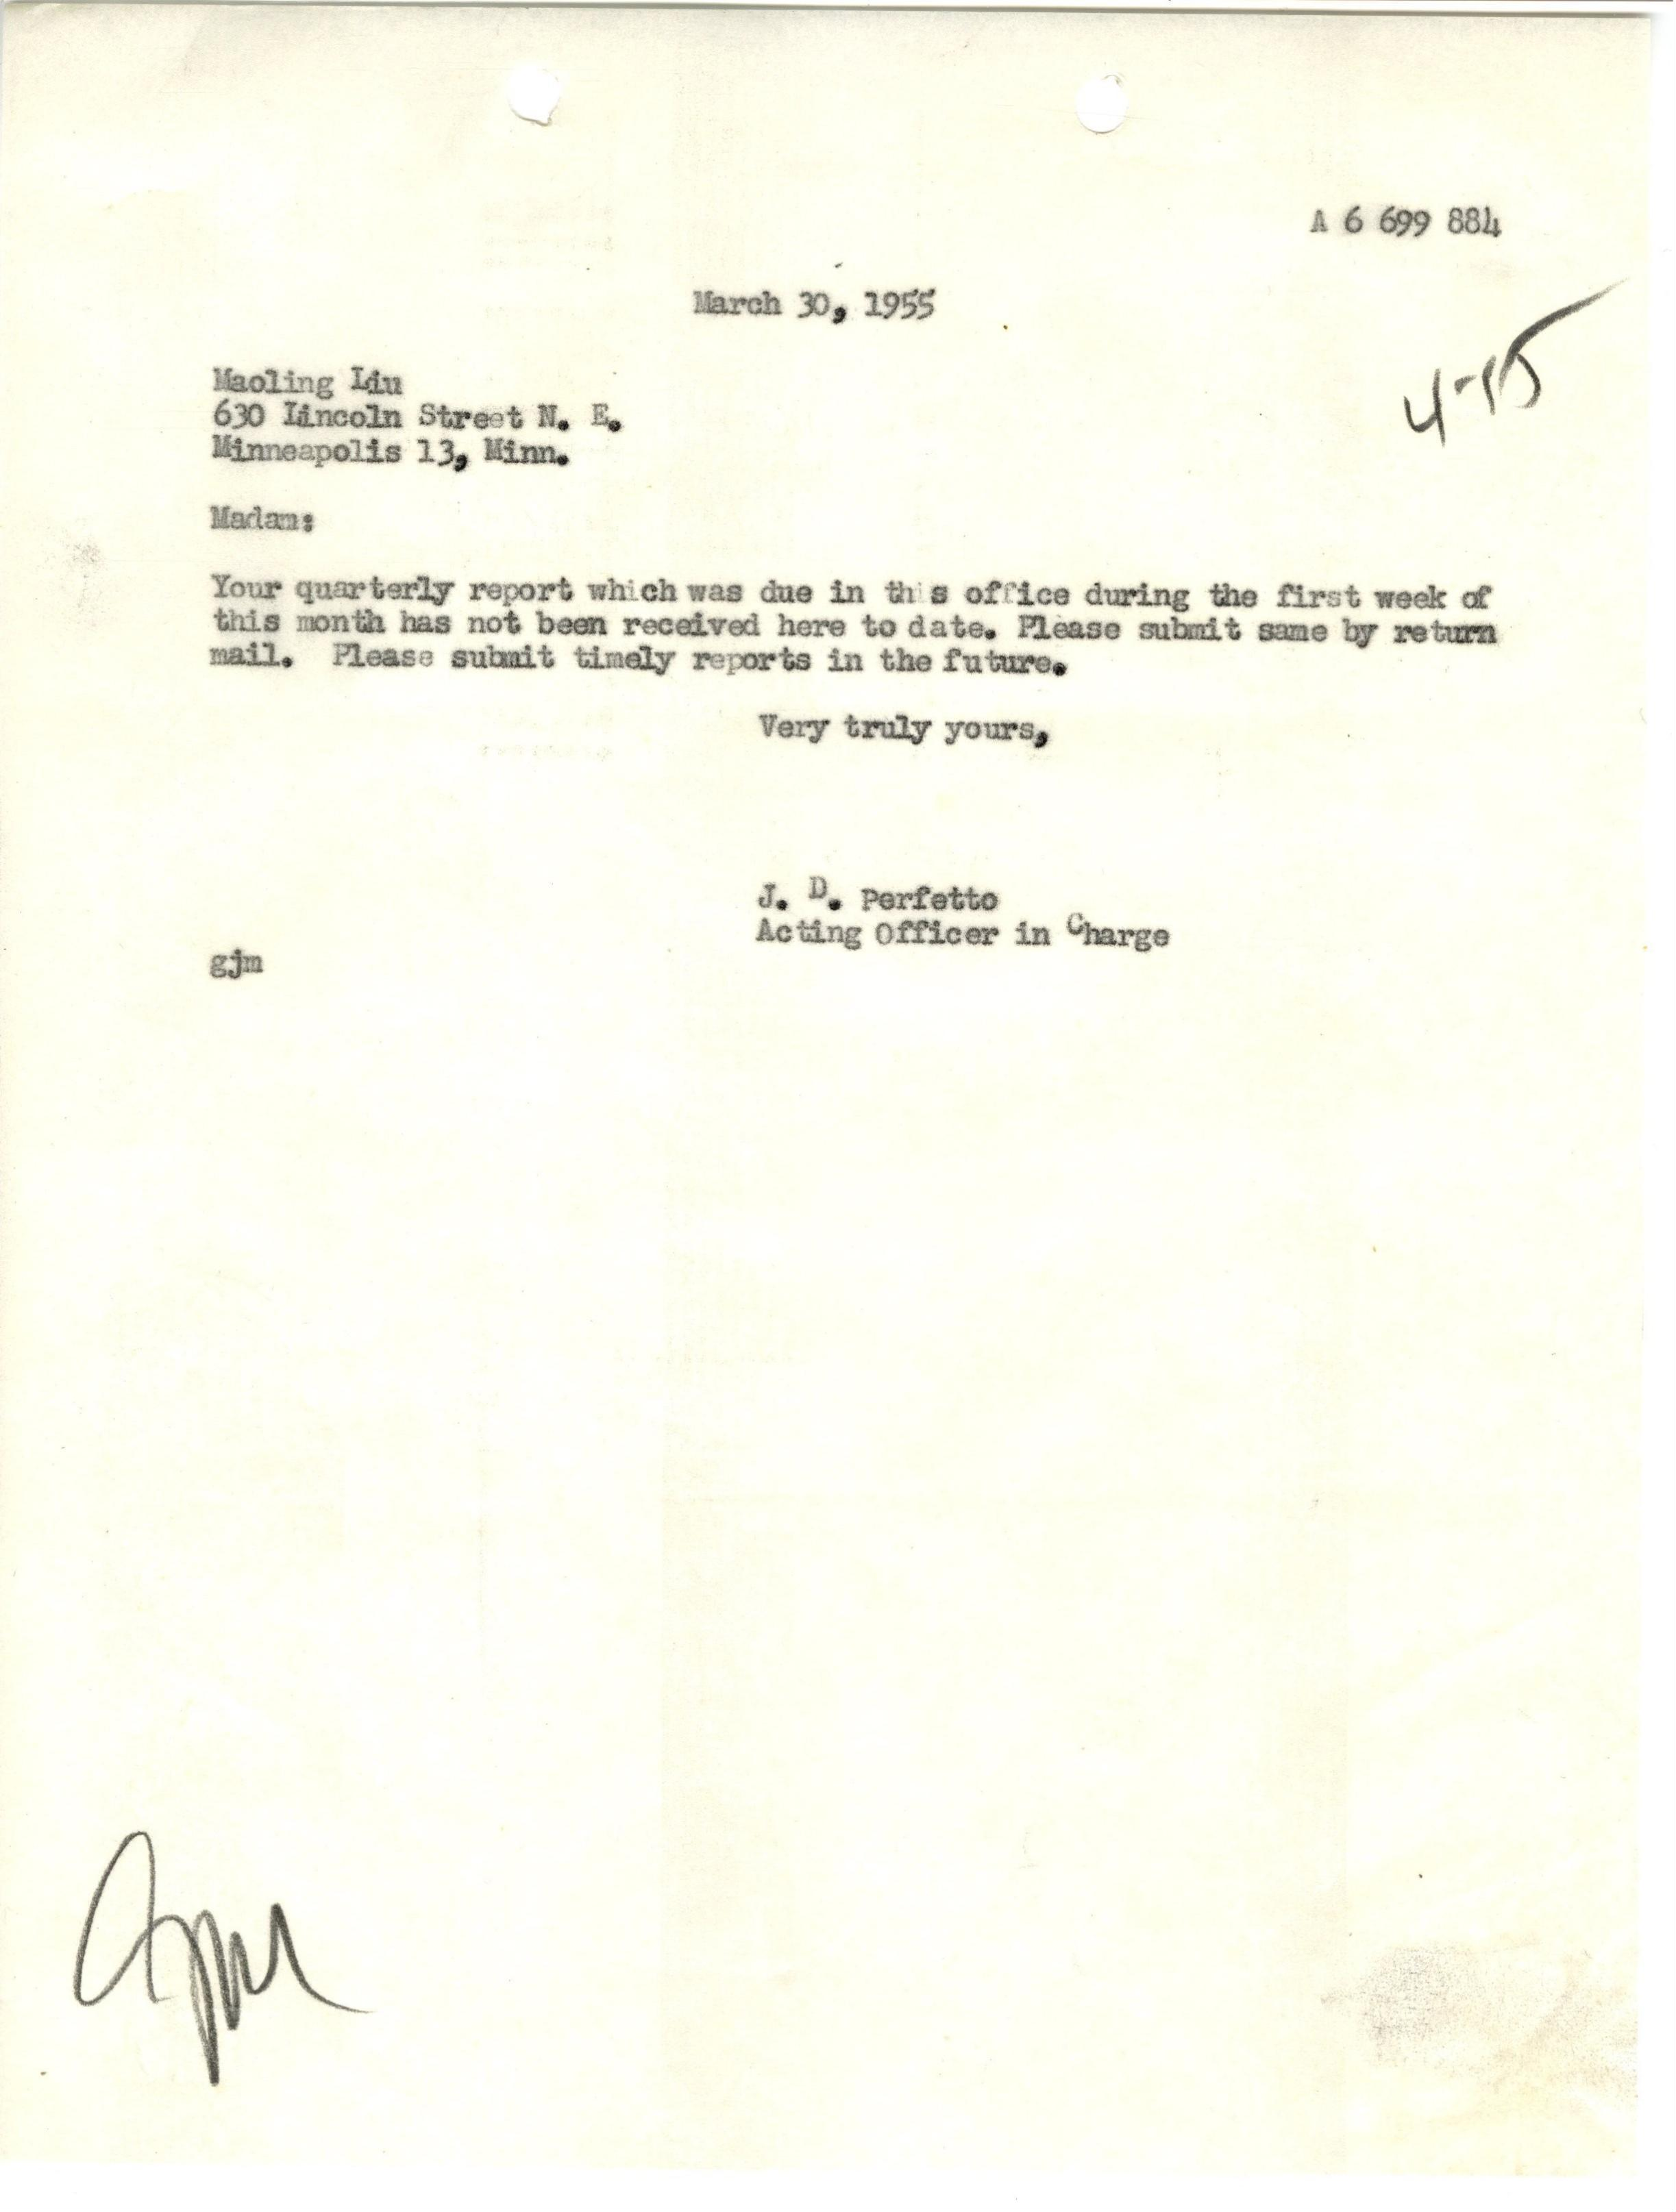 A 6 699 884
March 30, 1955
4-15
Maoling Liu
630 Lincoln Street N. E.
Minneapolis 13, Minn.
Madam:
Your quarterly report which was due in this office during the first week of
this month has not been received here to date. Please submit same by return
mail. Please submit timely reports in the future.
Very truly yours,
J. D. Perfetto
Acting Officer in Charge
gjm